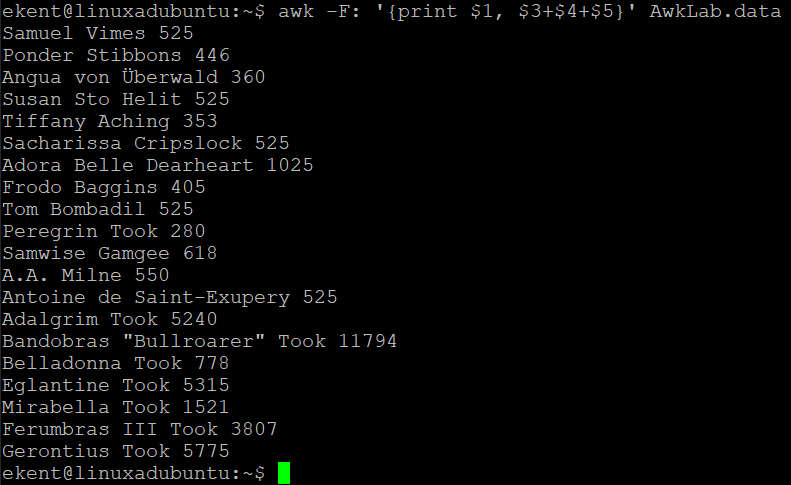 ekent@linuxadubuntu:~$ awk -F: '{print $1, $3+$4+$5}' AwkLab.data
Samuel Vimes 525
Ponder Stibbons 446
Angua von Überwald 360
Susan Sto Helit 525
Tiffany Aching 353
Sacharissa Cripslock 525
Adora Belle Dearheart 1025
Frodo Baggins 405
Tom Bombadil 525
Peregrin Took 280
Samwise Gamgee 618
A.A. Milne 550
Antoine de Saint-Exupery 525
Adalgrim Took 5240
Bandobras "Bullroarer" Took 11794
Belladonna Took 778
Eglantine Took 5315
Mirabella Took 1521
Ferumbras III Took 3807
Gerontius Took 5775
ekent@linuxadubuntu:~$